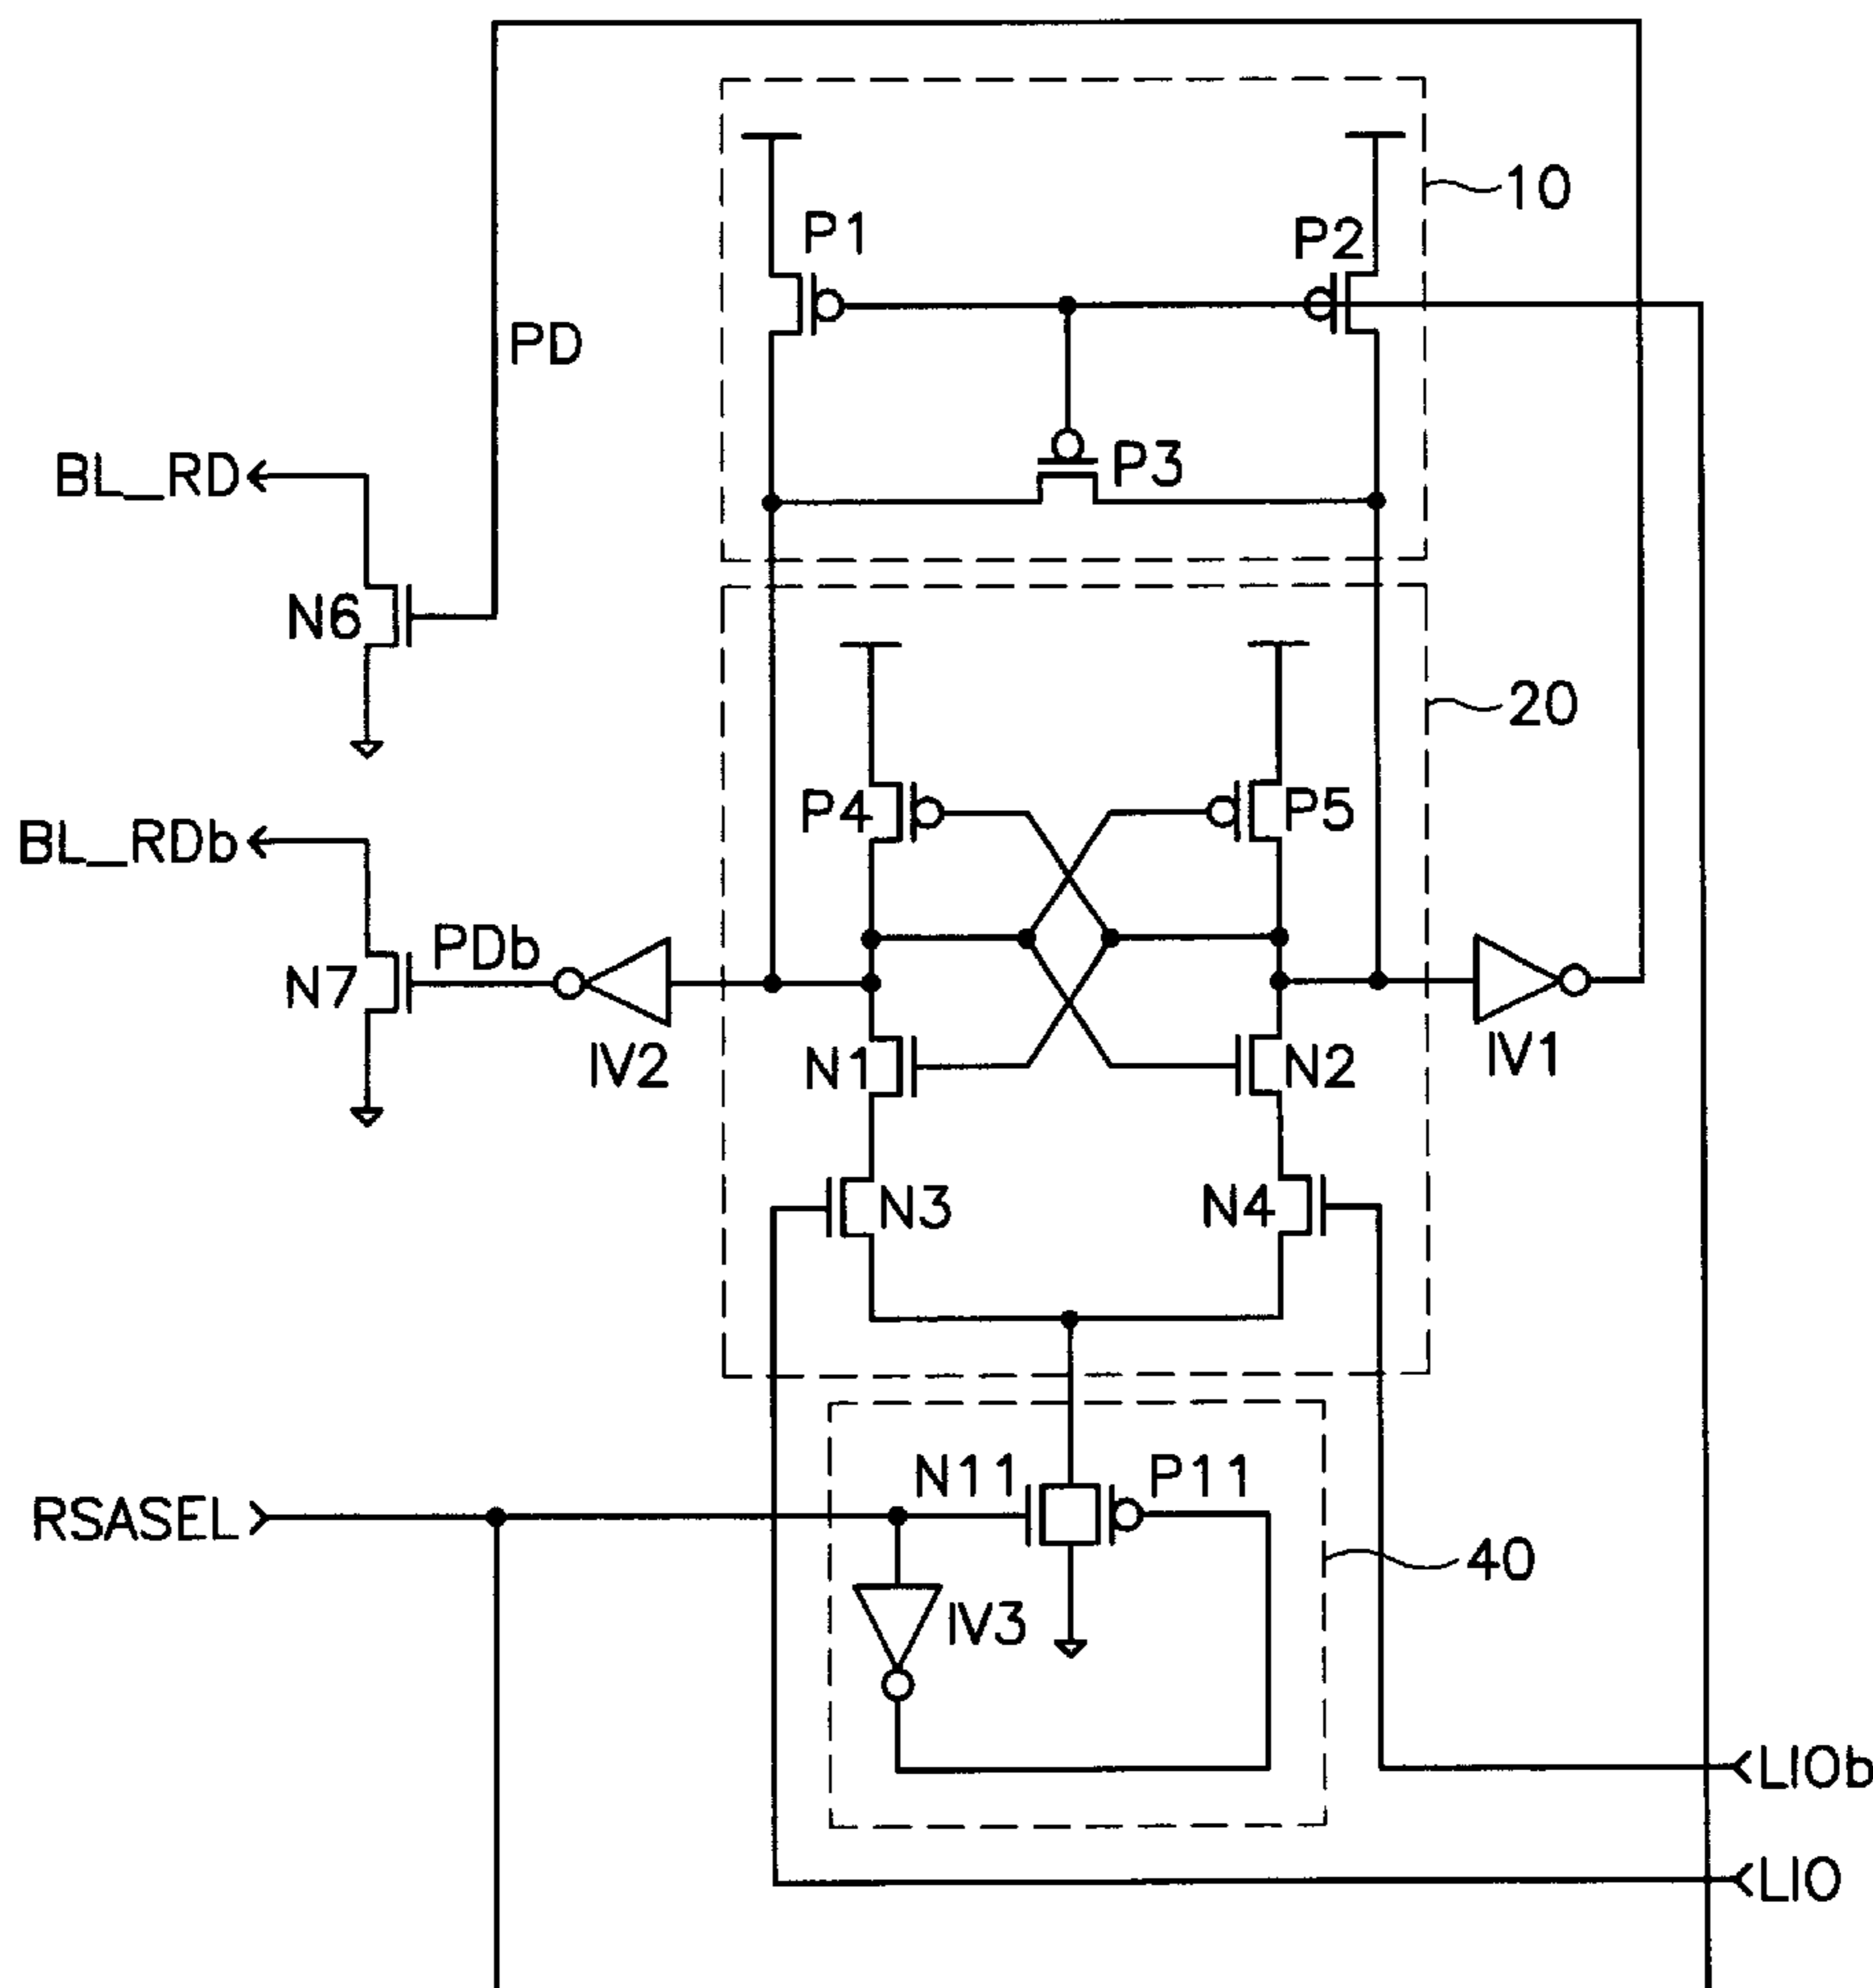 10
P1
P2
PD
P3
BL_RD
N6
20
P4
P5
BL_RDb
PDb
N7
IV2
N1
N2
IV1
N3
N4
N11
P11
RSASEL
40
IV3
LIOb
LIO